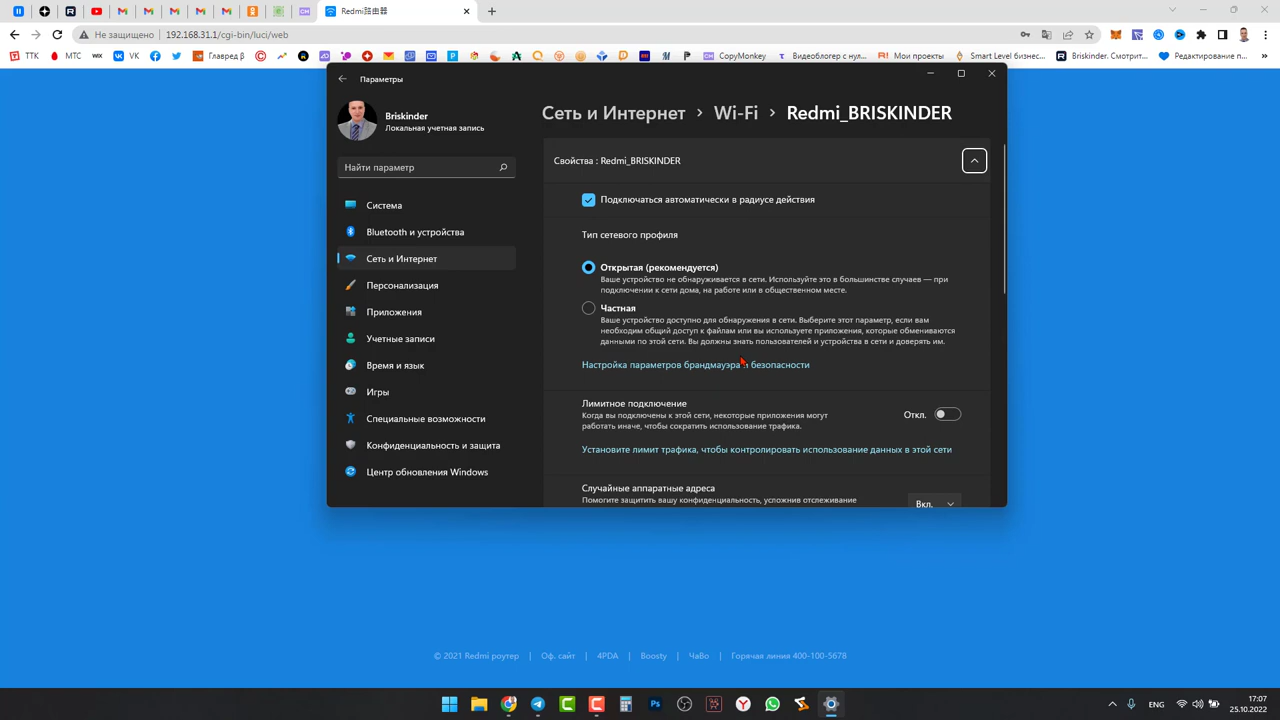 Redmi路由器
Не защищено
192.168.31.1/cgi-bin/luci/web
ТТК
МТС
VK
Главред β
CopyMonkey
Видеоблогер с нул...
Мои проекты
Smart Level бизнес...
Briskinder. Смотрит...
Редактирование п...
Параметры
Briskinder
Локальная учетная запись
Найти параметр
Система
Bluetooth и устройства
Сеть и Интернет
Персонализация
Приложения
Учетные записи
Время и язык
Игры
Специальные возможности
Конфиденциальность и защита
Центр обновления Windows
Сеть и Интернет > Wi-Fi > Redmi_BRISKINDER
Свойства : Redmi_BRISKINDER
Подключаться автоматически в радиусе действия
Тип сетевого профиля
Открытая (рекомендуется)
Ваше устройство не обнаруживается в сети. Используйте это в большинстве случаев — при
подключении к сети дома, на работе или в общественном месте.
Частная
Ваше устройство доступно для обнаружения в сети. Выберите этот параметр, если вам
необходим общий доступ к файлам или вы используете приложения, которые обмениваются
данными по этой сети. Вы должны знать пользователей и устройства в сети и доверять им.
Настройка параметров брандмауэра и безопасности
Лимитное подключение
Когда вы подключены к этой сети, некоторые приложения могут
работать иначе, чтобы сократить использование трафика.
Откл.
Установите лимит трафика, чтобы контролировать использование данных в этой сети
Случайные аппаратные адреса
Помогите защитить вашу конфиденциальность, усложнив отслеживание
Вкл.
© 2021 Redmi роутер | Оф. сайт | 4PDA | Boosty | ЧаВо | Горячая линия 400-100-5678
ENG
17:07
25.10.2022